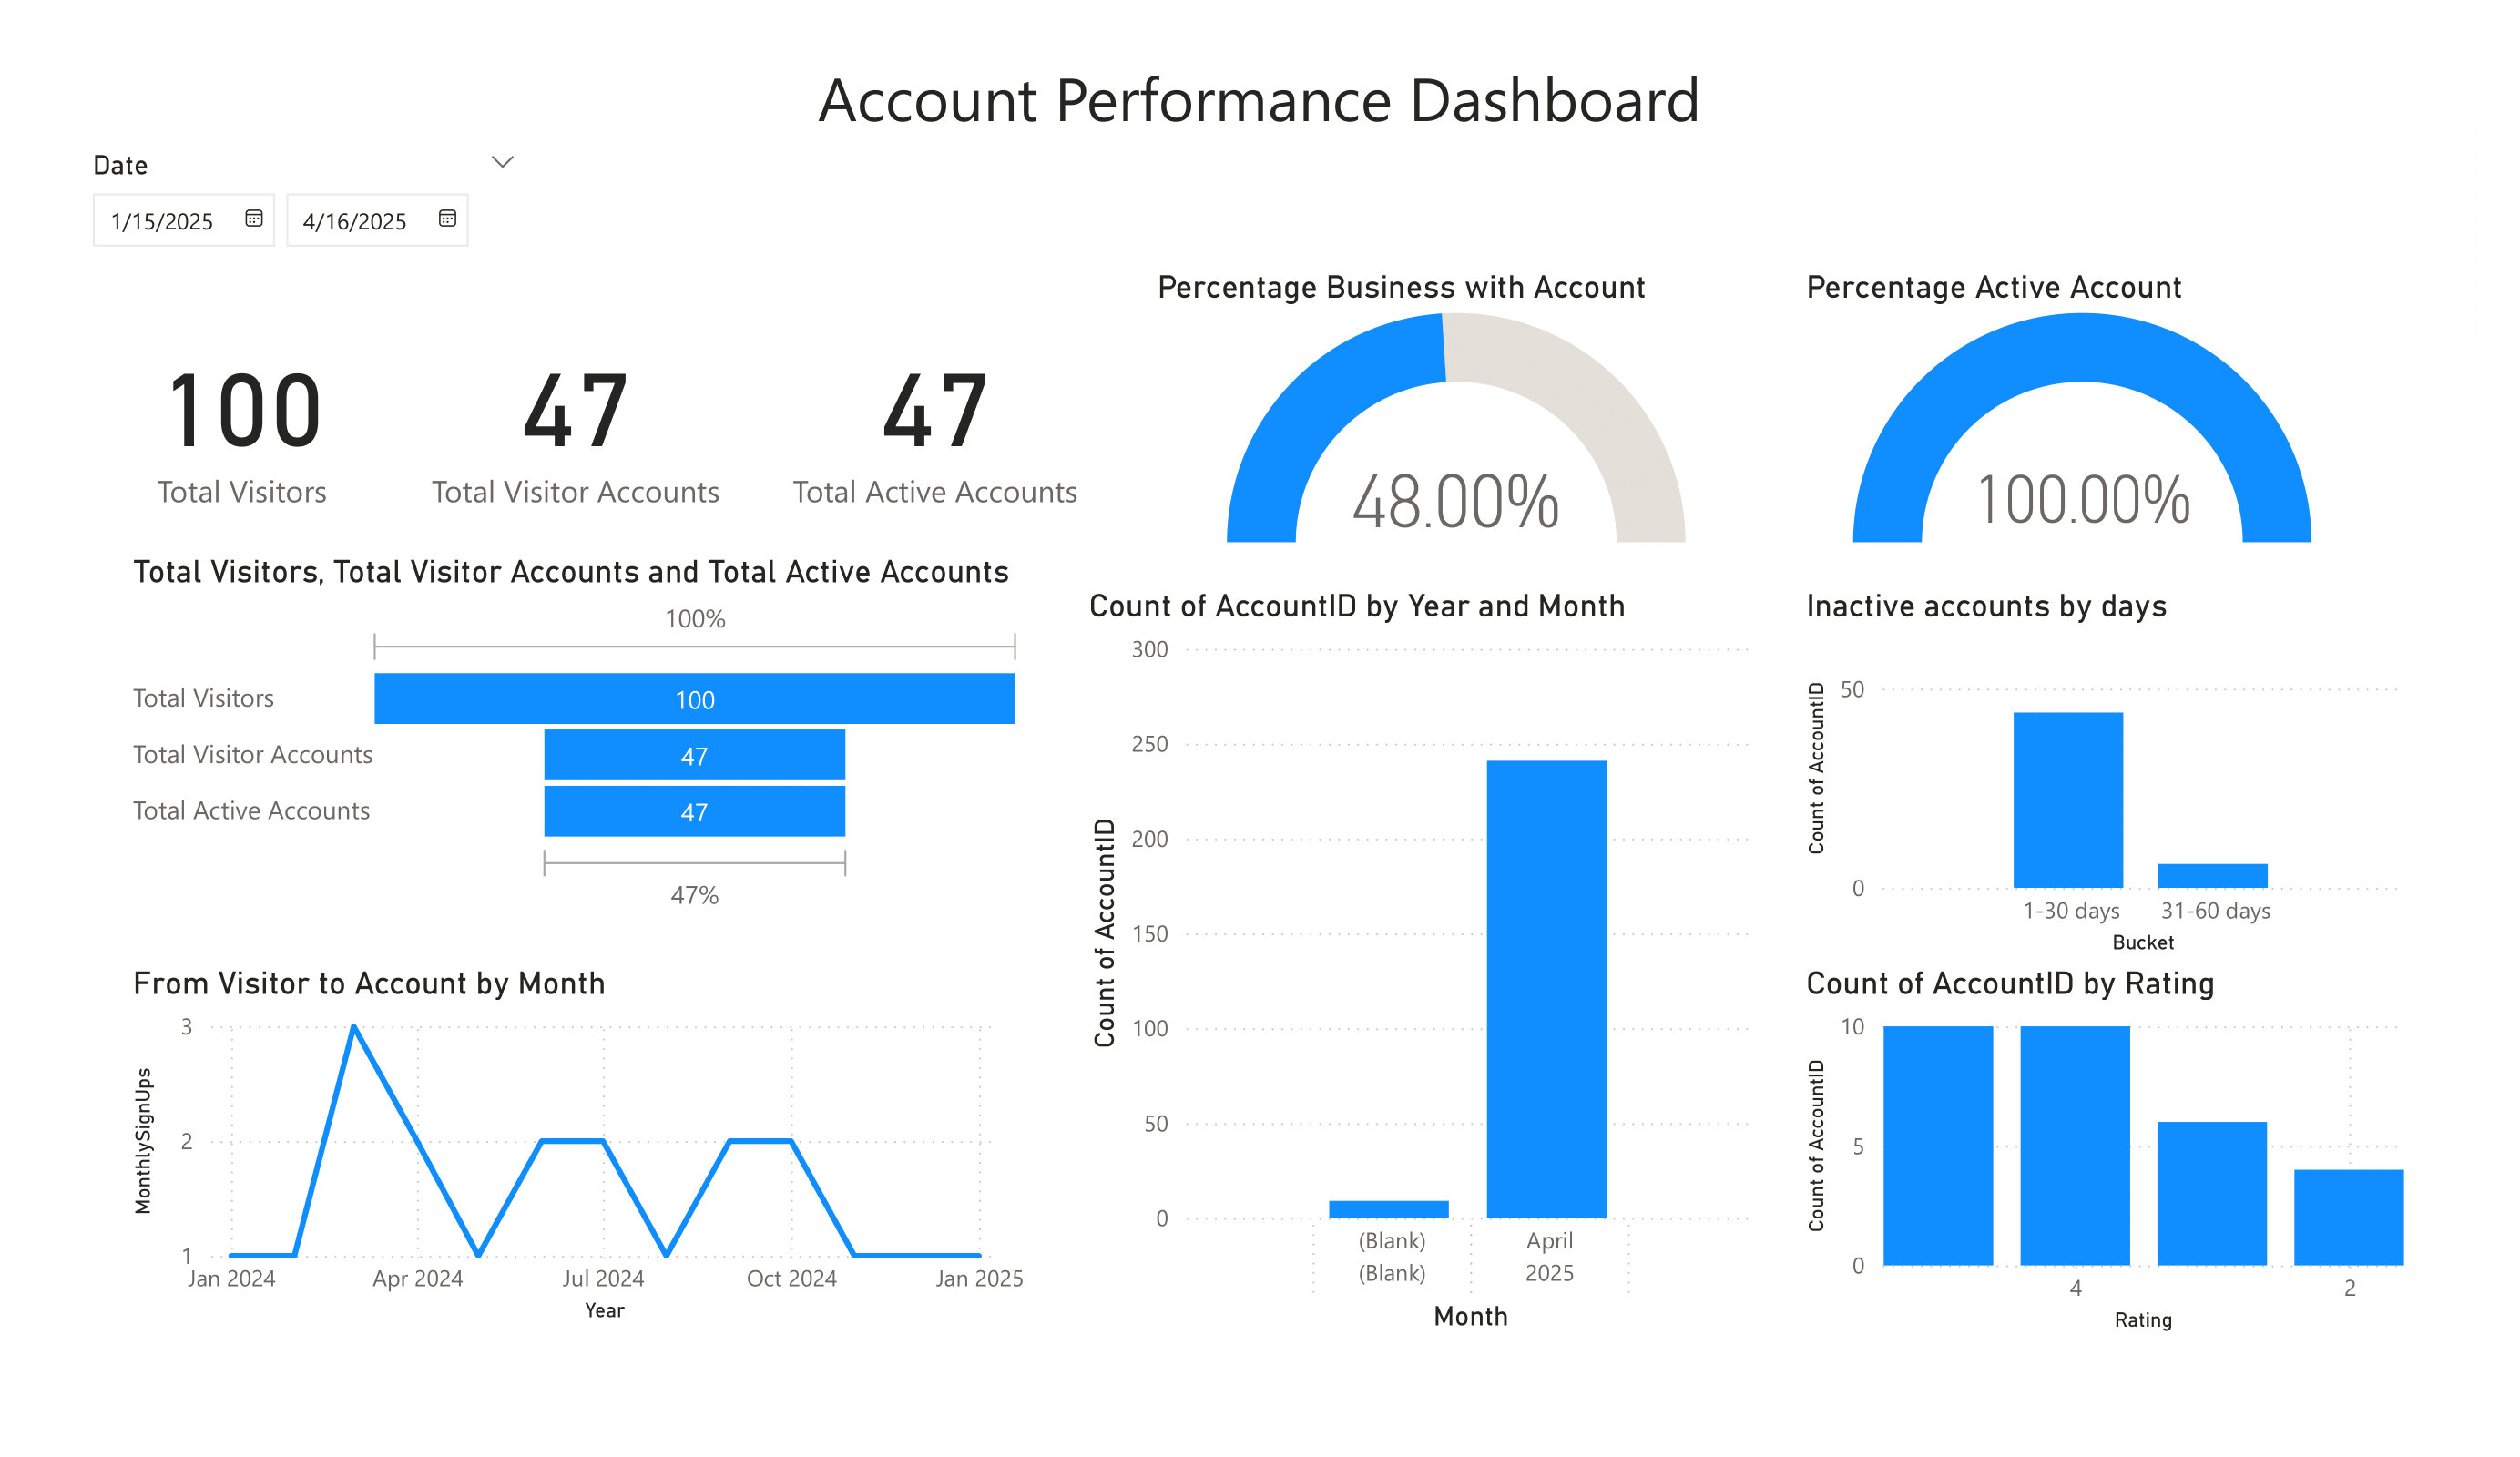 Account Performance Dashboard
Date
1/15/2025 4/16/2025
100
Total Visitors
47
Total Visitor Accounts
47
Total Active Accounts
Percentage Business with Account
48.00%
Percentage Active Account
100.00%
Total Visitors, Total Visitor Accounts and Total Active Accounts
100%
Total Visitors 100
Total Visitor Accounts 47
Total Active Accounts 47
47%
From Visitor to Account by Month
MonthlySignUps
3
2
1
Jan 2024 Apr 2024 Jul 2024 Oct 2024 Jan 2025
Year
Count of AccountID by Year and Month
Count of AccountID
300
250
200
150
100
50
0
(Blank) April
(Blank) 2025
Month
Inactive accounts by days
Count of AccountID
50
0
1-30 days 31-60 days
Bucket
Count of AccountID by Rating
Count of AccountID
10
5
0
4 2
Rating